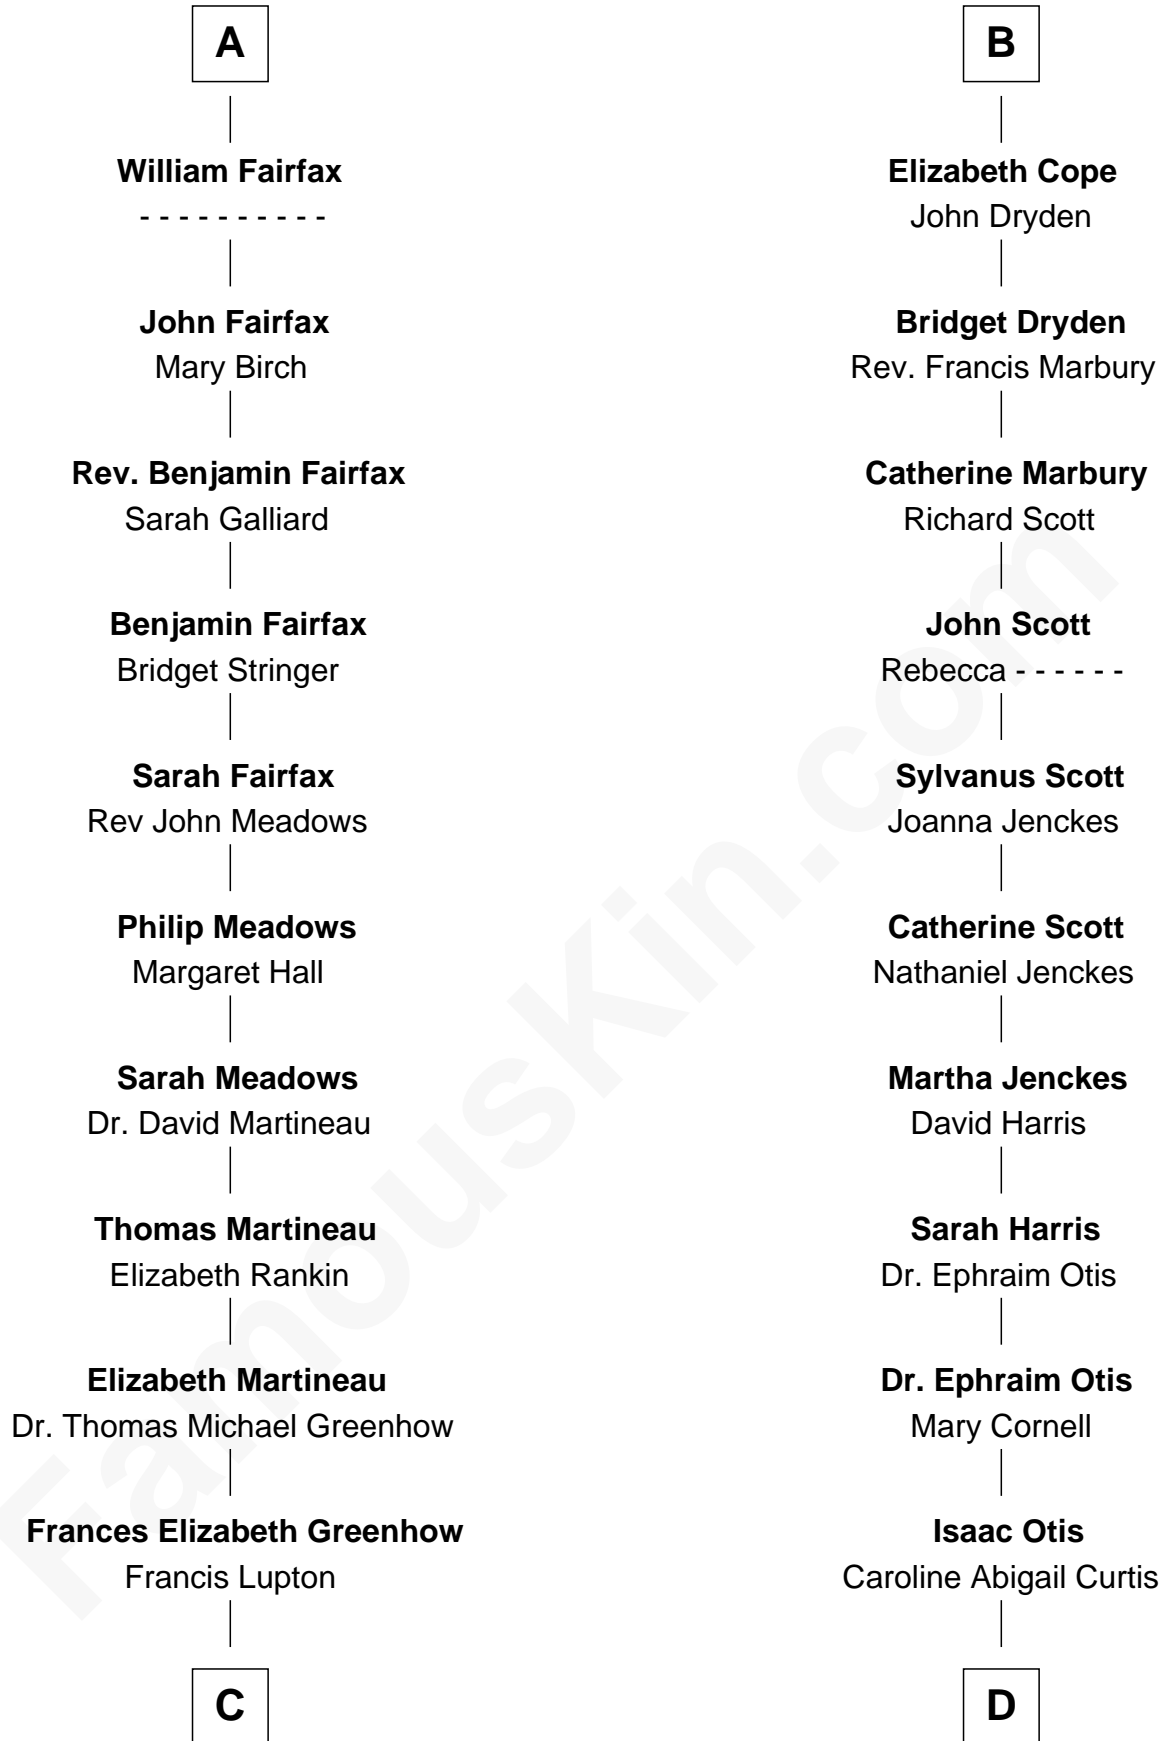 A
William Fairfax
- - - - - - - - - -
John Fairfax
Mary Birch
Rev. Benjamin Fairfax
Sarah Galliard
Benjamin Fairfax
Bridget Stringer
Sarah Fairfax
Rev John Meadows
Philip Meadows
Margaret Hall
Sarah Meadows
Dr. David Martineau
Thomas Martineau
Elizabeth Rankin
Elizabeth Martineau
Dr. Thomas Michael Greenhow
Frances Elizabeth Greenhow
Francis Lupton
C
B
Elizabeth Cope
John Dryden
Bridget Dryden
Rev. Francis Marbury
Catherine Marbury
Richard Scott
John Scott
Rebecca - - - - - -
Sylvanus Scott
Joanna Jenckes
Catherine Scott
Nathaniel Jenckes
Martha Jenckes
David Harris
Sarah Harris
Dr. Ephraim Otis
Dr. Ephraim Otis
Mary Cornell
Isaac Otis
Caroline Abigail Curtis
D
FamousKin.com